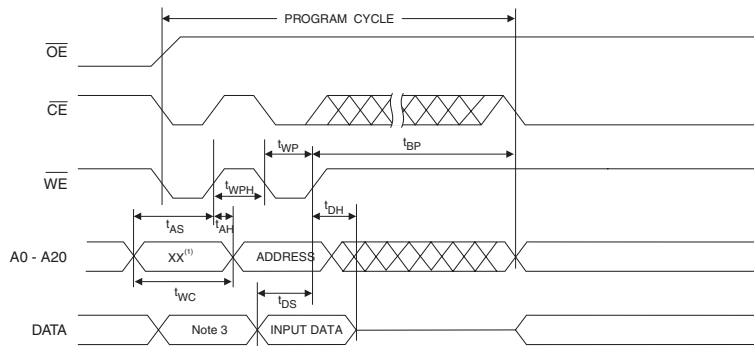 PROGRAM CYCLE
OE
CE
tWP
tBP
WE
tWPH
tDH
tAS
tAH
A0 - A20
XX(1)
ADDRESS
tWC
tDS
DATA
Note 3
INPUT DATA